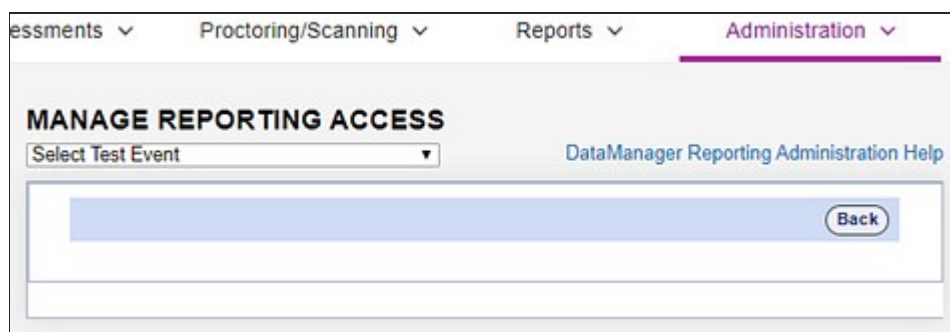 essments Proctoring/Scanning Reports Administration
MANAGE REPORTING ACCESS
Select Test Event DataManager Reporting Administration Help
Back